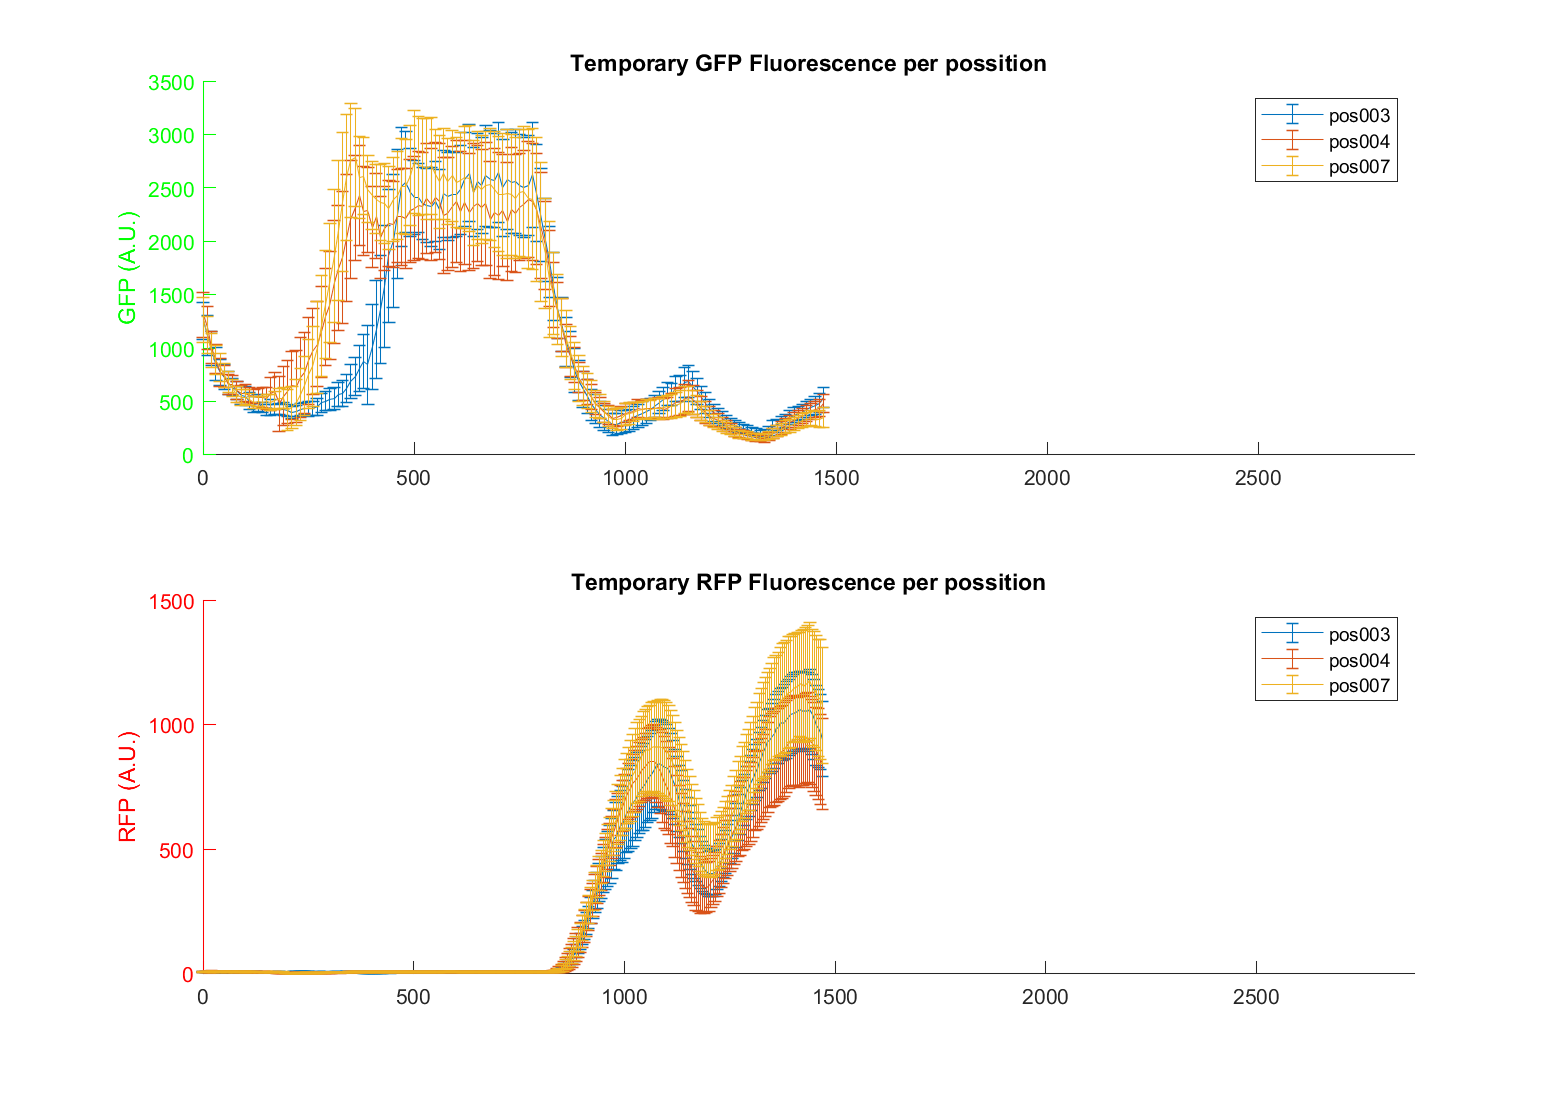 Temporary GFP Fluorescence per possition
3500
3000
2500
2000
1500
1000
500
0
GFP (A.U.)
0 500 1000 1500 2000 2500
pos003
pos004
pos007
Temporary RFP Fluorescence per possition
1500
1000
500
0
RFP (A.U.)
0 500 1000 1500 2000 2500
pos003
pos004
pos007